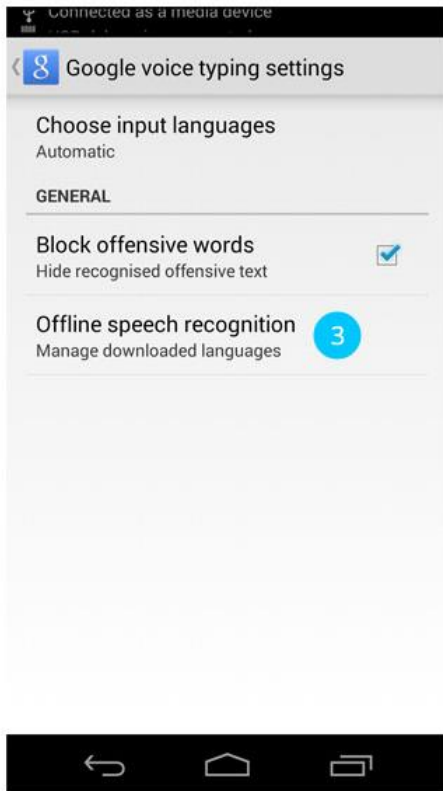 Connected as a media device
8 Google voice typing settings
Choose input languages
Automatic
GENERAL
Block offensive words
Hide recognised offensive text
Offline speech recognition
3
Manage downloaded languages